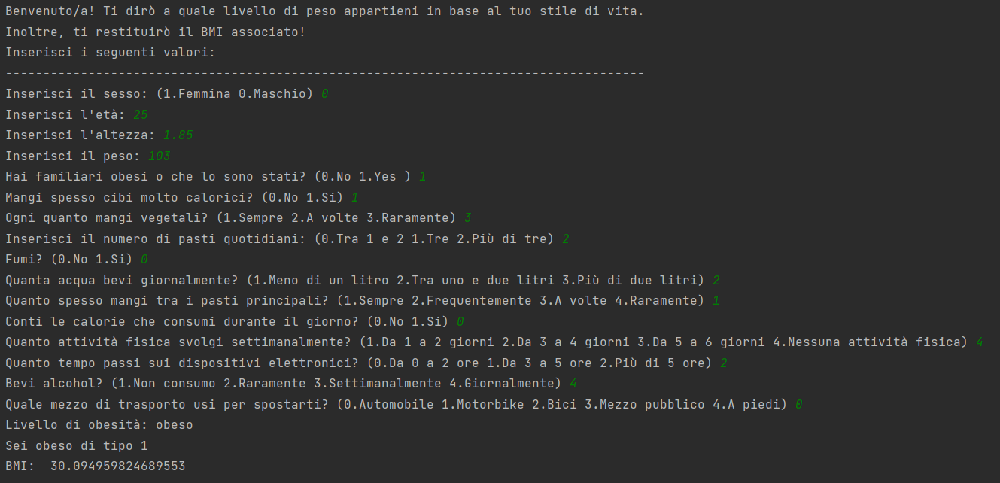 Benvenuto/a! Ti dirò a quale livello di peso appartieni in base al tuo stile di vita.
Inoltre, ti restituirò il BMI associato!
Inserisci i seguenti valori:
-------------------------------------------------------------------------------------
Inserisci il sesso: (1.Femmina 0.Maschio) 0
Inserisci l'età: 25
Inserisci l'altezza: 1.85
Inserisci il peso: 103
Hai familiari obesi o che lo sono stati? (0.No 1.Yes ) 1
Mangi spesso cibi molto calorici? (0.No 1.Si) 1
Ogni quanto mangi vegetali? (1.Sempre 2.A volte 3.Raramente) 3
Inserisci il numero di pasti quotidiani: (0.Tra 1 e 2 1.Tre 2.Più di tre) 2
Fumi? (0.No 1.Si) 0
Quanta acqua bevi giornalmente? (1.Meno di un litro 2.Tra uno e due litri 3.Più di due litri) 2
Quanto spesso mangi tra i pasti principali? (1.Sempre 2.Frequentemente 3.A volte 4.Raramente) 1
Conti le calorie che consumi durante il giorno? (0.No 1.Si) 0
Quanto attività fisica svolgi settimanalmente? (1.Da 1 a 2 giorni 2.Da 3 a 4 giorni 3.Da 5 a 6 giorni 4.Nessuna attività fisica) 4
Quanto tempo passi sui dispositivi elettronici? (0.Da 0 a 2 ore 1.Da 3 a 5 ore 2.Più di 5 ore) 2
Bevi alcohol? (1.Non consumo 2.Raramente 3.Settimanalmente 4.Giornalmente) 4
Quale mezzo di trasporto usi per spostarti? (0.Automobile 1.Motorbike 2.Bici 3.Mezzo pubblico 4.A piedi) 0
Livello di obesità: obeso
Sei obeso di tipo 1
BMI:  30.094959824689553